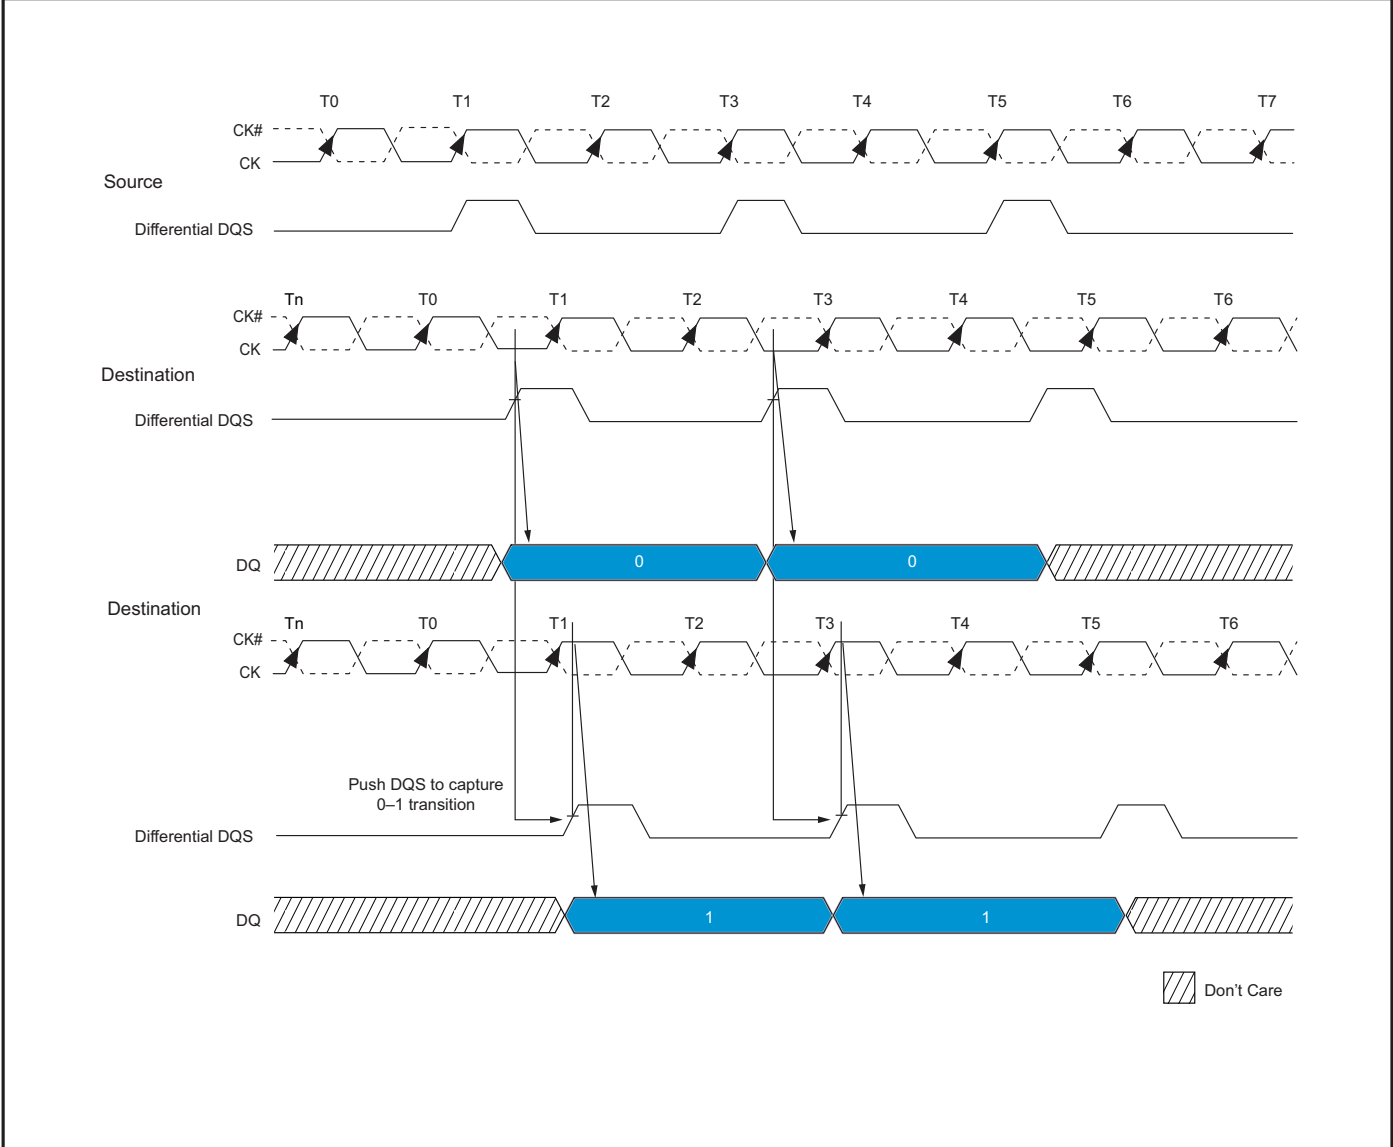 T0 T1 T2 T3 T4 T5 T6 T7
CK#
CK
Source
Differential DQS
Tn T0 T1 T2 T3 T4 T5 T6
CK#
CK
Destination
Differential DQS
DQ 0 0
Destination
Tn T0 T1 T2 T3 T4 T5 T6
CK#
CK
Push DQS to capture
0–1 transition
Differential DQS
DQ 1 1
Don't Care